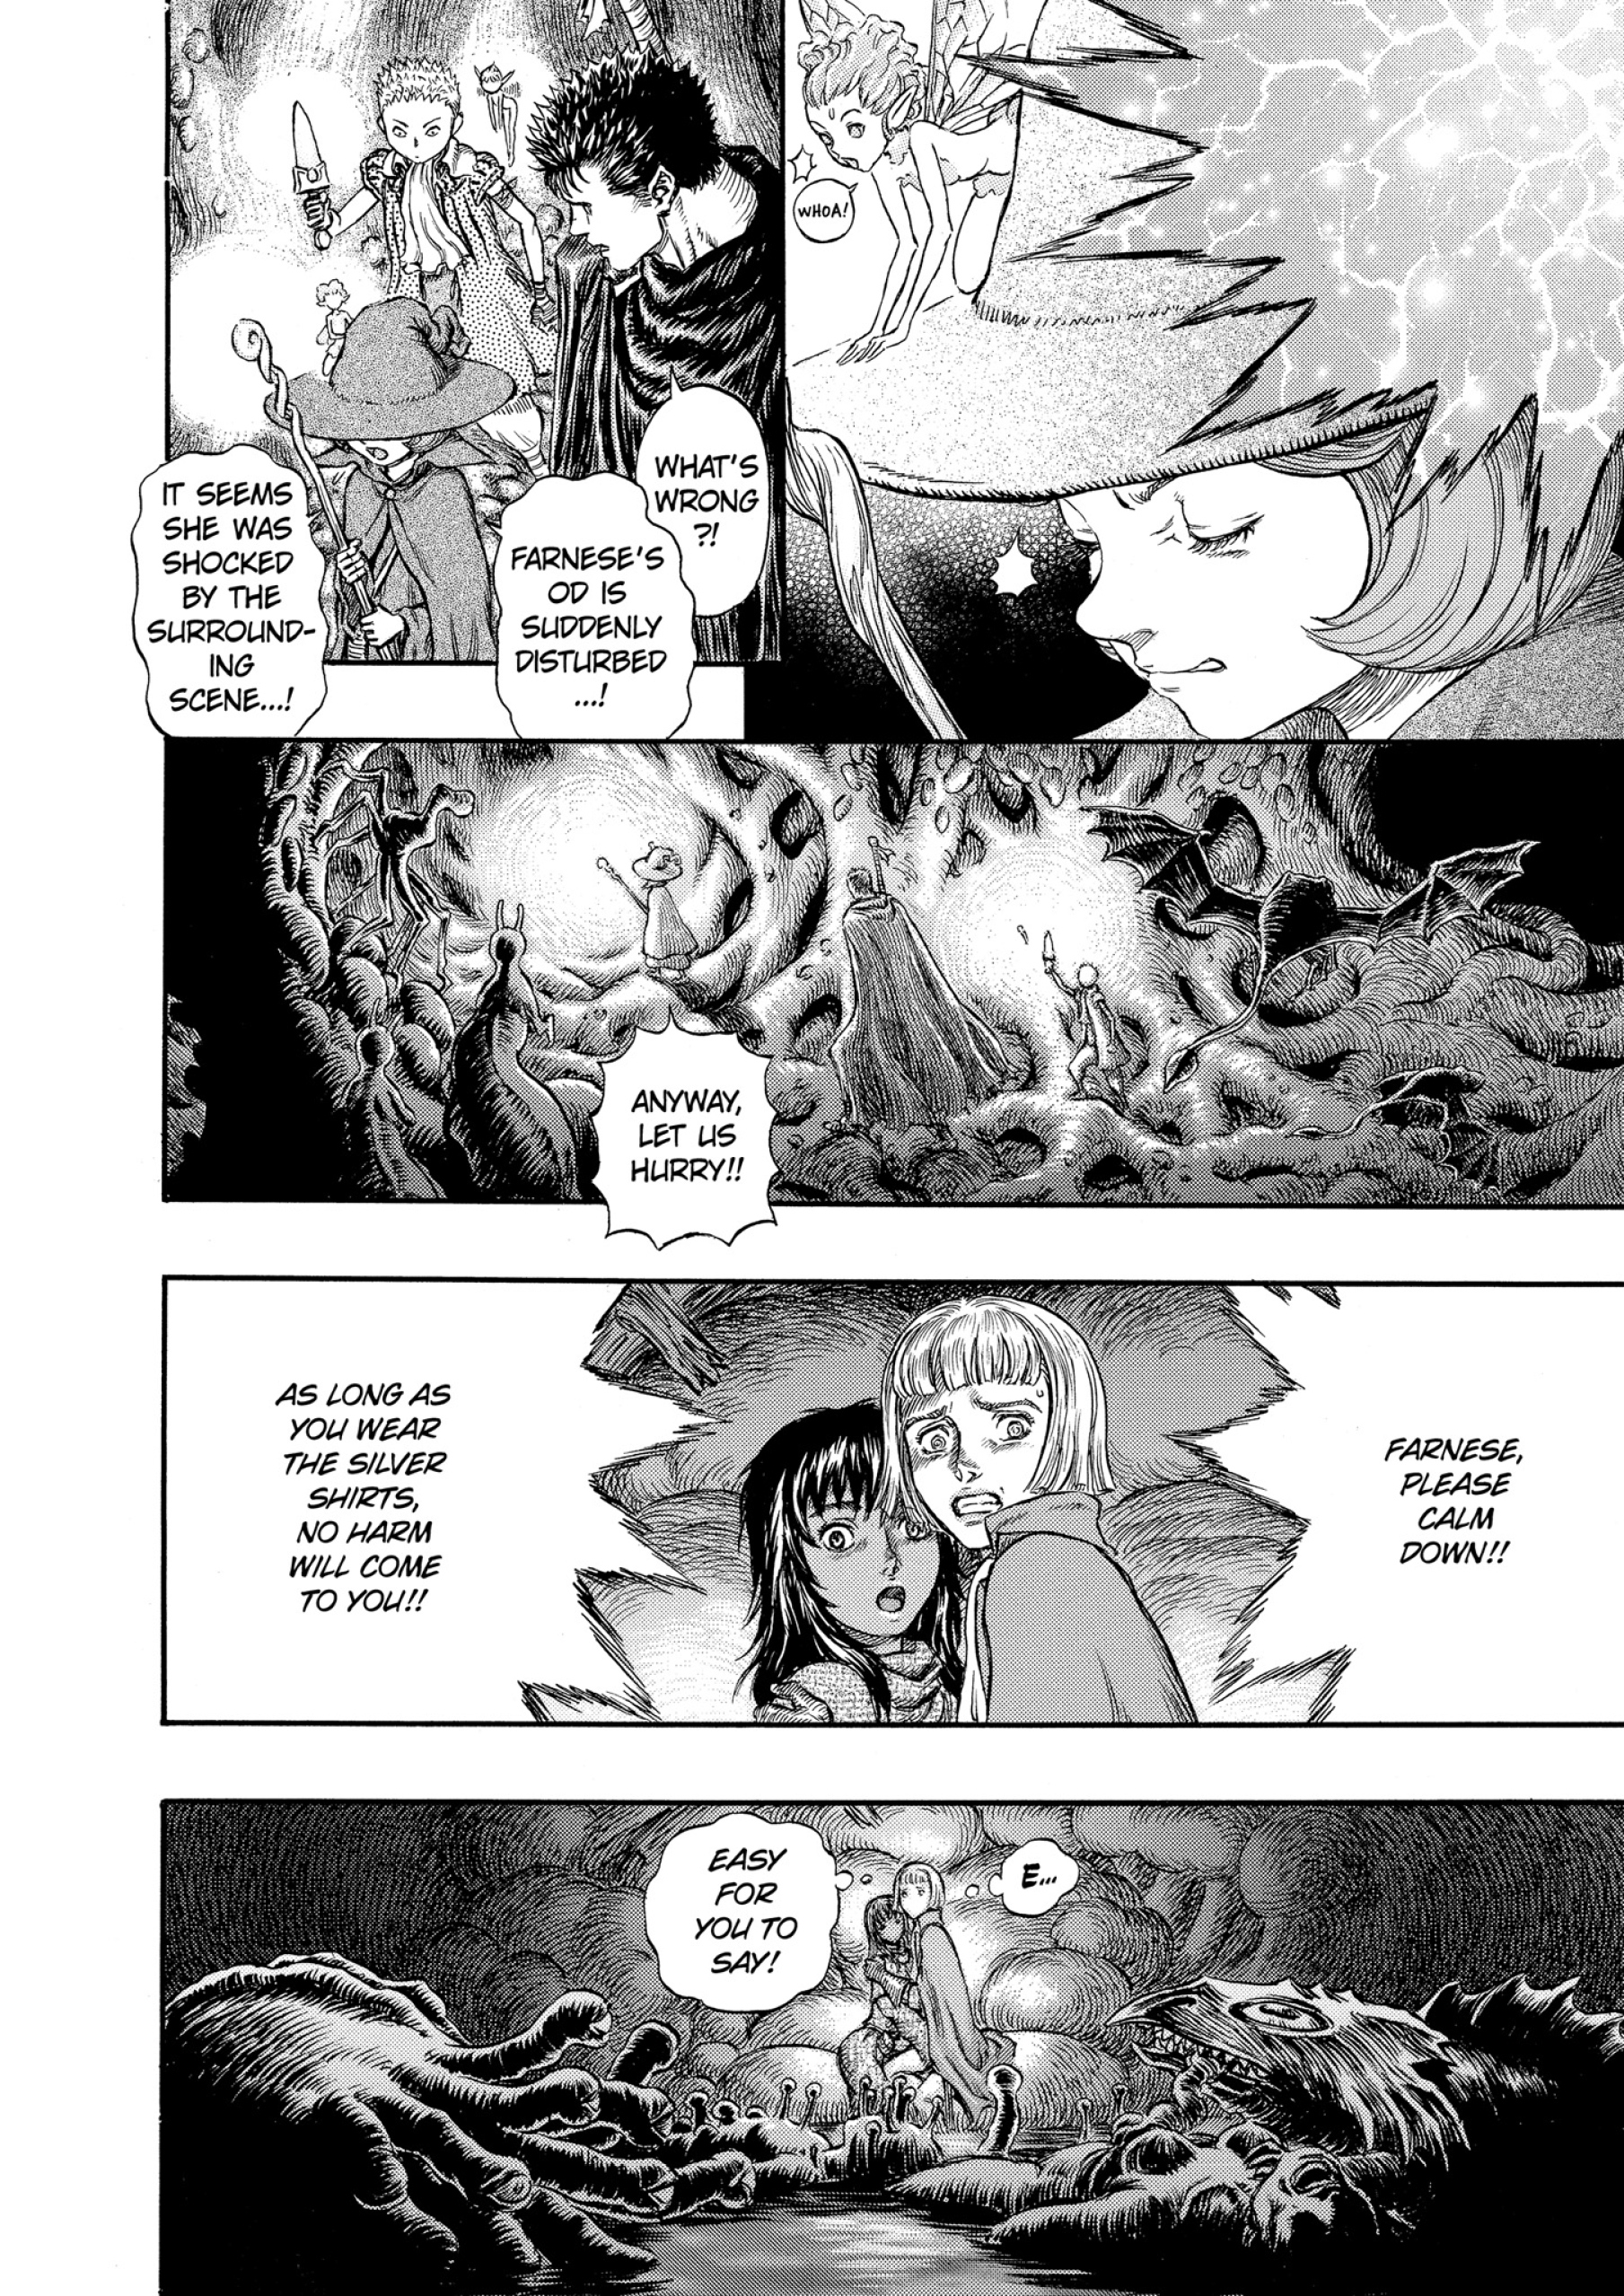 WHOA!
WHAT'S
WRONG
?!
FARNESE'S
OD IS
SUDDENLY
DISTURBED
...!
IT SEEMS
SHE WAS
SHOCKED
BY THE
SURROUND-
ING
SCENE...!
ANYWAY,
LET US
HURRY!!
FARNESE,
PLEASE
CALM
DOWN!!
AS LONG AS
YOU WEAR
THE SILVER
SHIRTS,
NO HARM
WILL COME
TO YOU!!
E...
EASY
FOR
YOU TO
SAY!